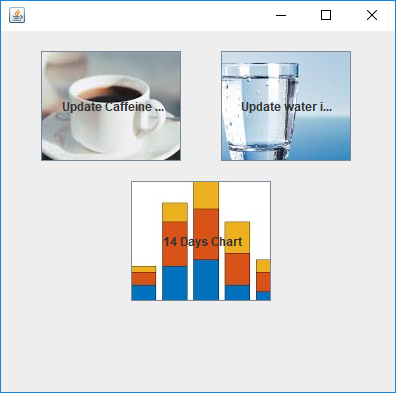 Update Caffeine ...
Update water i...
14 Days Chart